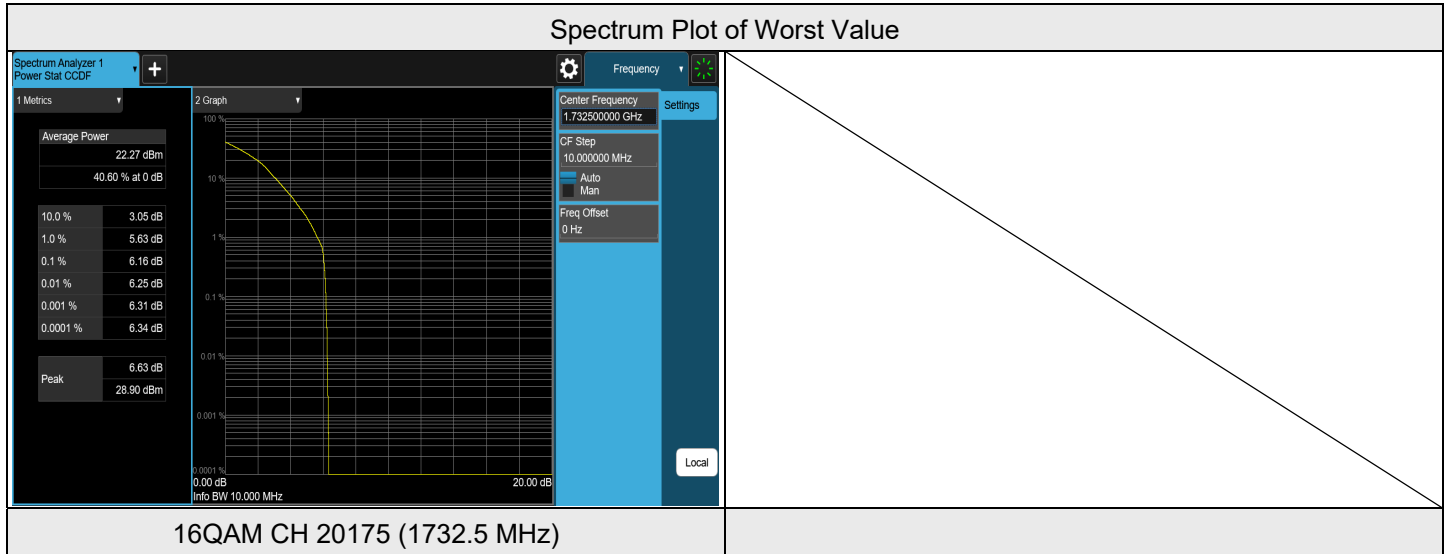 Spectrum Plot of Worst Value
Spectrum Analyzer 1
Power Stat CCDF
+
Frequency
1 Metrics
2 Graph
Center Frequency
1.732500000 GHz
Settings
CF Step
10.000000 MHz
Auto
Man
Freq Offset
0 Hz
Average Power
22.27 dBm
40.60 % at 0 dB
10.0 % 3.05 dB
1.0 % 5.63 dB
0.1 % 6.16 dB
0.01 % 6.25 dB
0.001 % 6.31 dB
0.0001 % 6.34 dB
Peak 6.63 dB
28.90 dBm
100 %
10 %
1 %
0.1 %
0.01 %
0.001 %
0.0001 %
0.00 dB 20.00 dB
Info BW 10.000 MHz
Local
16QAM CH 20175 (1732.5 MHz)